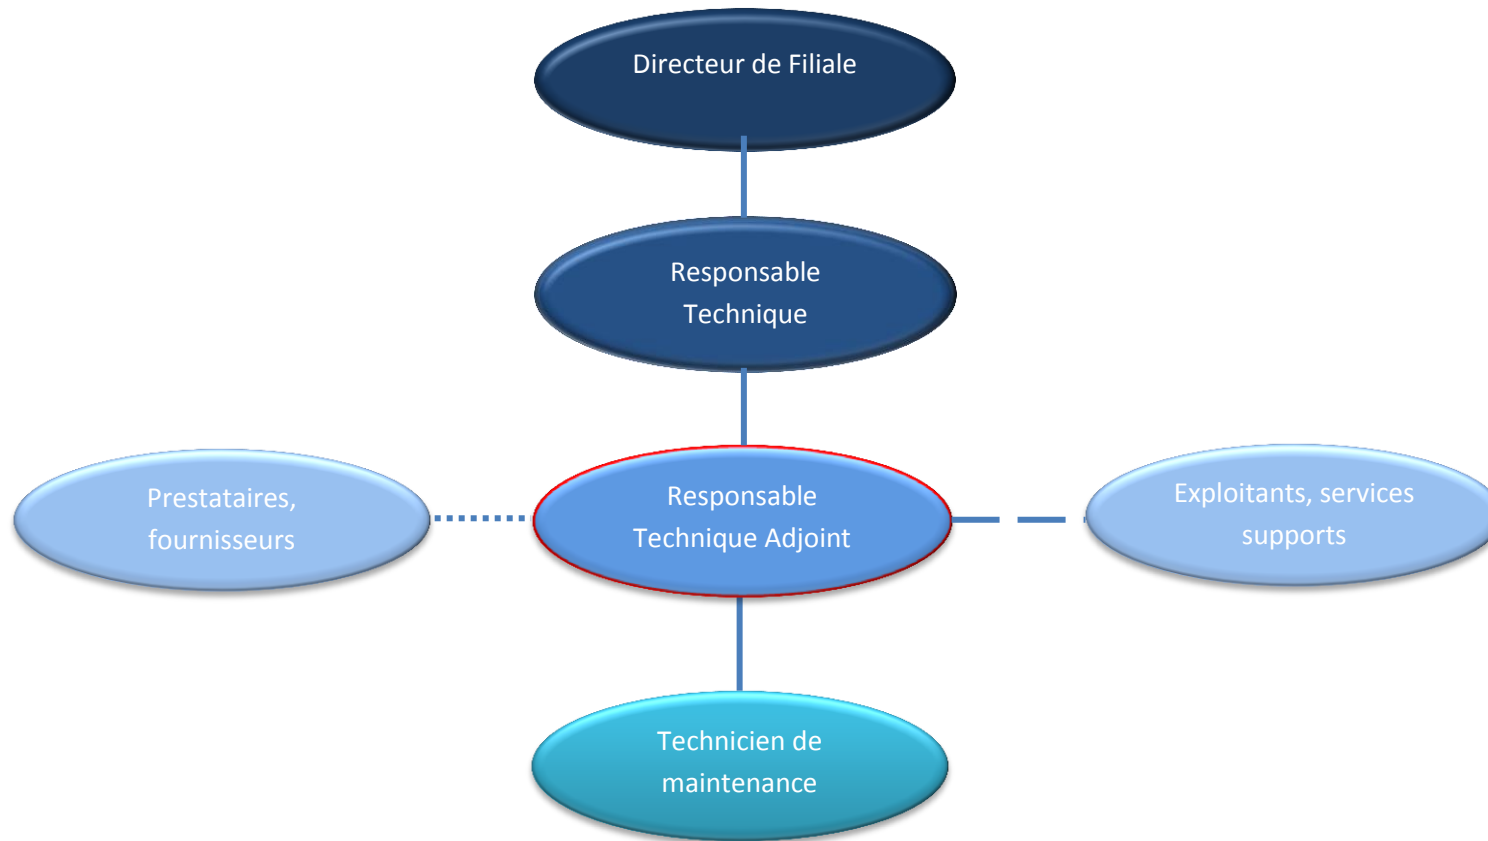 Directeur de Filiale
Responsable
Technique
Prestataires,
fournisseurs
Responsable
Technique Adjoint
Exploitants, services
supports
Technicien de
maintenance